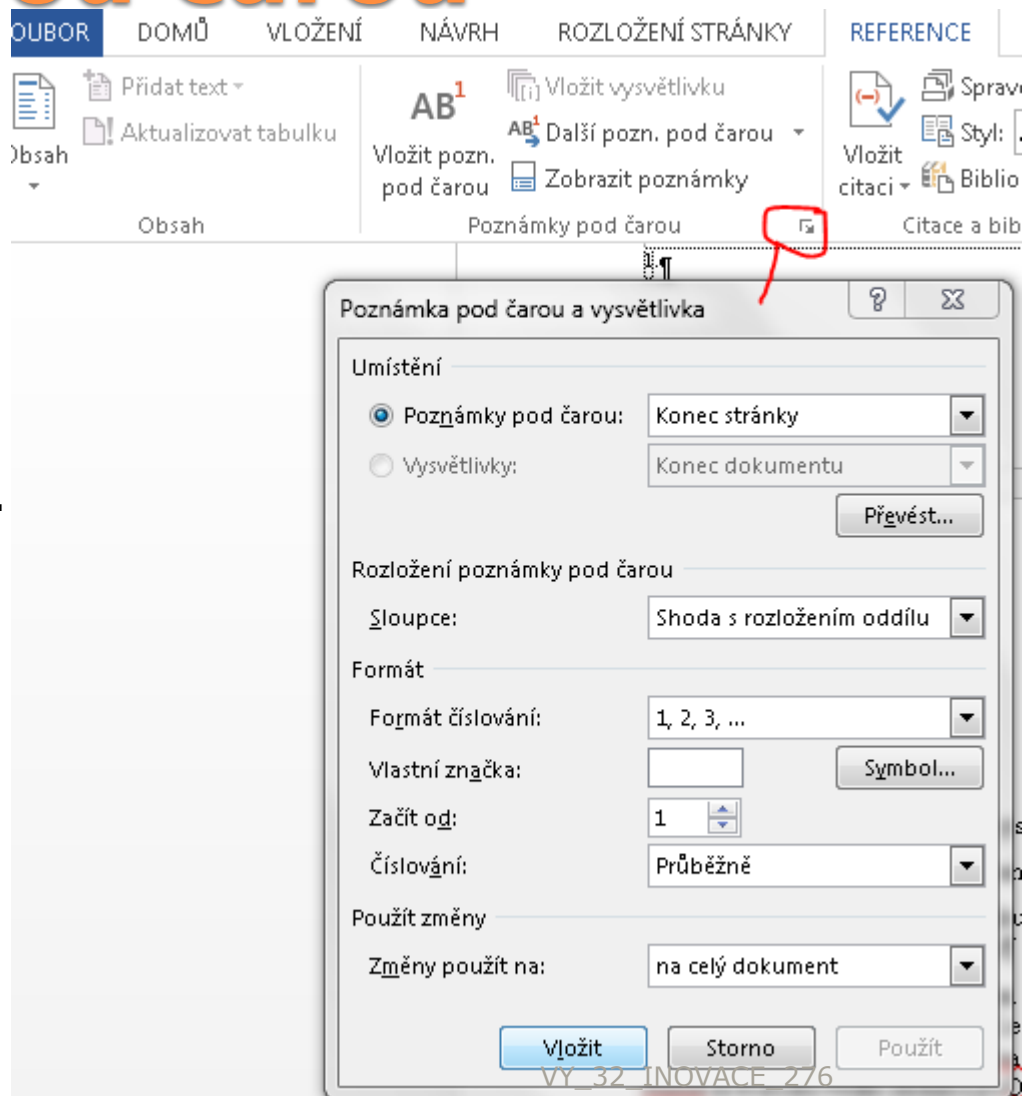 OUBOR DOMŮ VLOŽENÍ NÁVRH ROZLOŽENÍ STRÁNKY REFERENCE
Obsah
Přidat text
Aktualizovat tabulku
Obsah
AB1
Vložit pozn.
pod čarou
Vložit vysvětlivku
AB1 Další pozn. pod čarou
Zobrazit poznámky
Poznámky pod čarou
Vložit
citaci
Sprav
Styl:
Biblio
Citace a bib
1 ¶
Poznámka pod čarou a vysvětlivka
Umístění
Poznámky pod čarou: Konec stránky
Vysvětlivky: Konec dokumentu
Převést...
Rozložení poznámky pod čarou
Sloupce: Shoda s rozložením oddílu
Formát
Formát číslování: 1, 2, 3, ...
Vlastní značka: Symbol...
Začít od: 1
Číslování: Průběžně
Použít změny
Změny použít na: na celý dokument
Vložit Storno Použít
VY_32_INOVACE_276